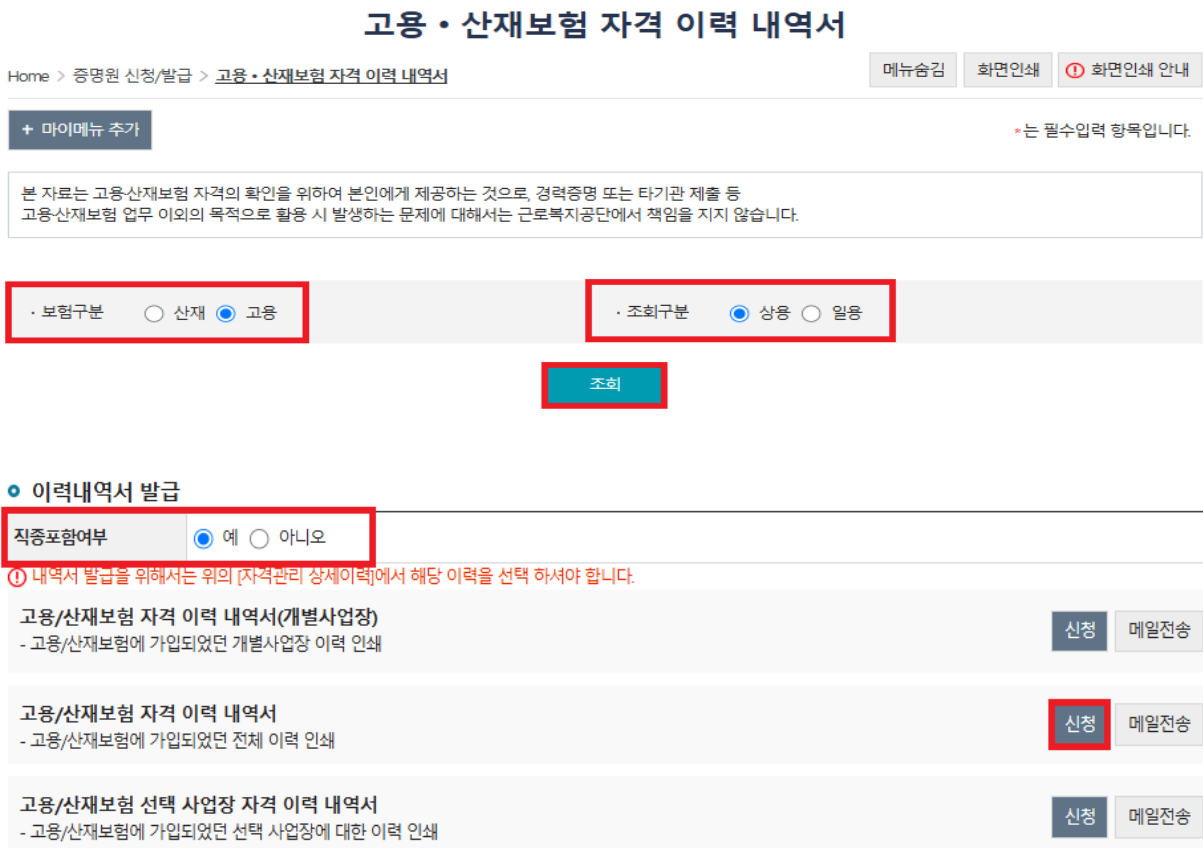 고용・산재보험 자격 이력 내역서
Home > 증명원 신청/발급 > 고용・산재보험 자격 이력 내역서
메뉴숨김 화면인쇄 화면인쇄 안내
+ 마이메뉴 추가
*는 필수입력 항목입니다.
본 자료는 고용·산재보험 자격의 확인을 위하여 본인에게 제공하는 것으로, 경력증명 또는 타기관 제출 등
고용·산재보험 업무 이외의 목적으로 활용 시 발생하는 문제에 대해서는 근로복지공단에서 책임을 지지 않습니다.
· 보험구분 산재 고용 · 조회구분 상용 일용
조회
이력내역서 발급
직종포함여부 예 아니오
내역서 발급을 위해서는 위의 [자격관리 상세이력]에서 해당 이력을 선택 하셔야 합니다.
고용/산재보험 자격 이력 내역서(개별사업장)
- 고용/산재보험에 가입되었던 개별사업장 이력 인쇄
신청 메일전송
고용/산재보험 자격 이력 내역서
- 고용/산재보험에 가입되었던 전체 이력 인쇄
신청 메일전송
고용/산재보험 선택 사업장 자격 이력 내역서
- 고용/산재보험에 가입되었던 선택 사업장에 대한 이력 인쇄
신청 메일전송